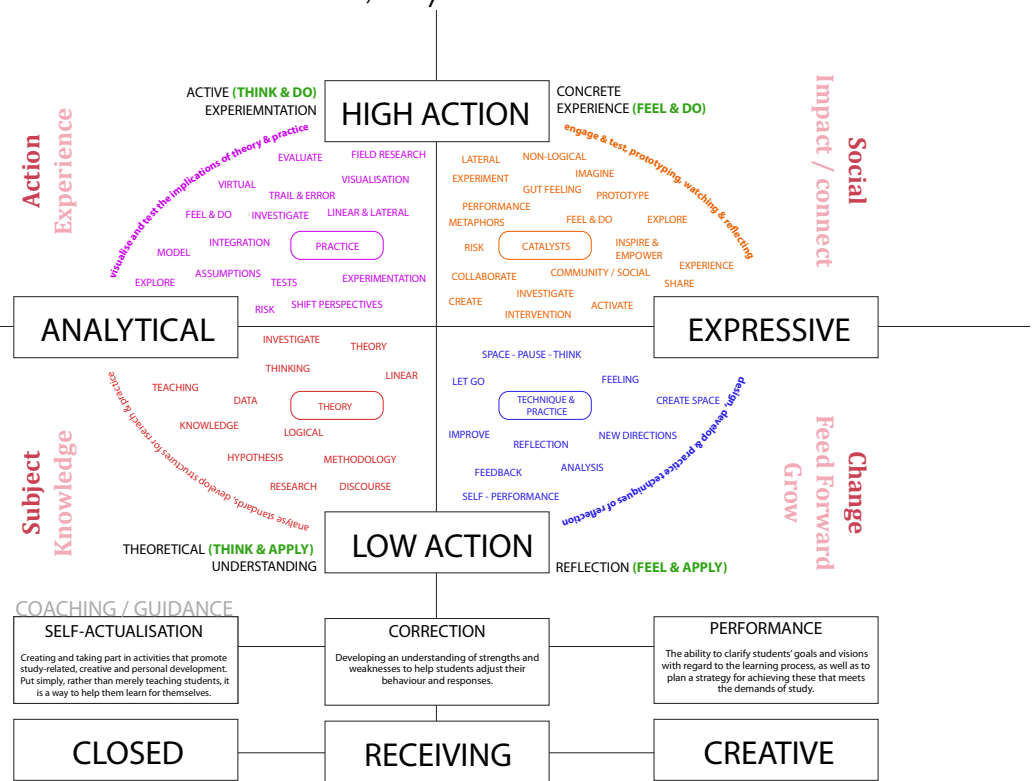 ACTIVE (THINK & DO)
EXPERIEMNTATION
HIGH ACTION
CONCRETE
EXPERIENCE (FEEL & DO)
Action
Experience
visualise and test the implications of theory & practice
EVALUATE
FIELD RESEARCH
VIRTUAL
VISUALISATION
TRAIL & ERROR
FEEL & DO
INVESTIGATE
LINEAR & LATERAL
INTEGRATION
PRACTICE
MODEL
ASSUMPTIONS
TESTS
EXPERIMENTATION
EXPLORE
RISK
SHIFT PERSPECTIVES
engage & test, prototyping, watching & reflecting
LATERAL
NON-LOGICAL
EXPERIMENT
IMAGINE
GUT FEELING
PROTOTYPE
PERFORMANCE
METAPHORS
FEEL & DO
EXPLORE
RISK
CATALYSTS
INSPIRE &
EMPOWER
COLLABORATE
COMMUNITY / SOCIAL
EXPERIENCE
SHARE
CREATE
INVESTIGATE
ACTIVATE
INTERVENTION
Social
Impact / connect
ANALYTICAL
EXPRESSIVE
Subject
Knowledge
INVESTIGATE
THEORY
THINKING
LINEAR
TEACHING
DATA
THEORY
KNOWLEDGE
LOGICAL
HYPOTHESIS
METHODOLOGY
RESEARCH
DISCOURSE
analyse standards, develop structures for rserach & practice
SPACE - PAUSE - THINK
LET GO
FEELING
TECHNIQUE &
PRACTICE
CREATE SPACE
IMPROVE
REFLECTION
NEW DIRECTIONS
FEEDBACK
ANALYSIS
SELF - PERFORMANCE
design, develop & practice technique of reflection
Change
Feed Forward
Grow
THEORETICAL (THINK & APPLY)
UNDERSTANDING
LOW ACTION
REFLECTION (FEEL & APPLY)
COACHING / GUIDANCE
SELF-ACTUALISATION
Creating and taking part in activities that promote
study-related, creative and personal development.
Put simply, rather than merely teaching students, it
is a way to help them learn for themselves.
CORRECTION
Developing an understanding of strengths and
weaknesses to help students adjust their
behaviour and responses.
PERFORMANCE
The ability to clarify students' goals and visions
with regard to the learning process, as well as to
plan a strategy for achieving these that meets
the demands of study.
CLOSED
RECEIVING
CREATIVE